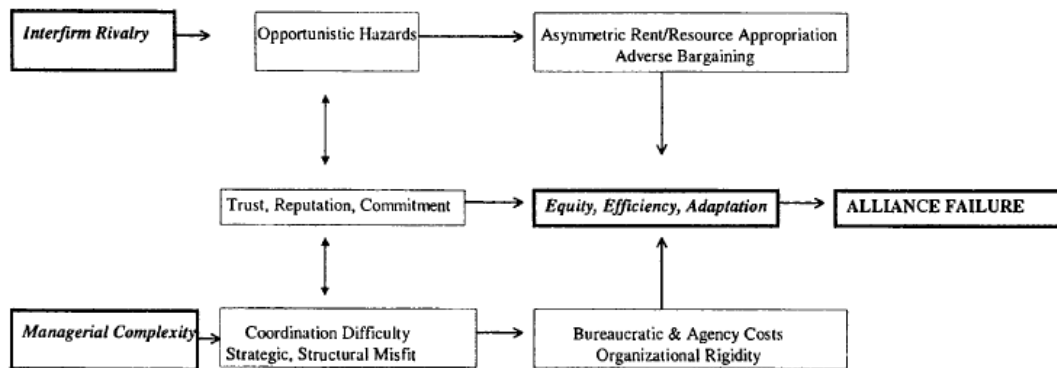 Interfirm Rivalry
Opportunistic Hazards
Asymmetric Rent/Resource Appropriation
Adverse Bargaining
Trust, Reputation, Commitment
Equity, Efficiency, Adaptation
ALLIANCE FAILURE
Managerial Complexity
Coordination Difficulty
Strategic, Structural Misfit
Bureaucratic & Agency Costs
Organizational Rigidity